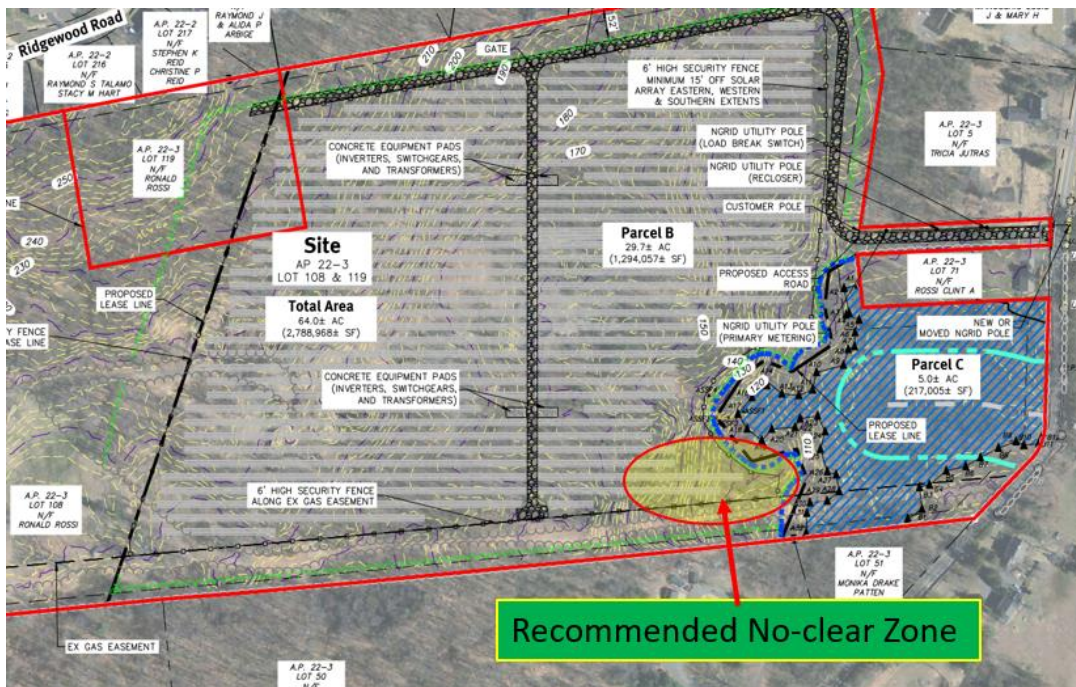 Ridgewood Road
RAYMOND J
& ALIDA P
ARBIGE
J & MARY H
A.P. 22-2
LOT 217
N/F
STEPHEN K
REID
CHRISTINE P
REID
A.P. 22-2
LOT 216
N/F
RAYMOND S TALAMO
STACY M HART
GATE
210
200
190
152
180
170
6' HIGH SECURITY FENCE
MINIMUM 15' OFF SOLAR
ARRAY EASTERN, WESTERN
& SOUTHERN EXTENTS
NGRID UTILITY POLE
(LOAD BREAK SWITCH)
NGRID UTILITY POLE
(RECLOSER)
CUSTOMER POLE
A.P. 22-3
LOT 5
N/F
TRICIA JUTRAS
CONCRETE EQUIPMENT PADS
(INVERTERS, SWITCHGEARS,
AND TRANSFORMERS)
A.P. 22-3
LOT 119
N/F
RONALD
ROSSI
250
240
230
Site
AP 22-3
LOT 108 & 119
Total Area
64.0± AC
(2,788,968± SF)
Parcel B
29.7± AC
(1,294,057± SF)
PROPOSED
LEASE LINE
PROPOSED ACCESS
ROAD
A.P. 22-3
LOT 71
N/F
ROSSI CLINT A
NGRID UTILITY POLE
(PRIMARY METERING)
NEW OR
MOVED NGRID POLE
150
140
130
120
110
Parcel C
5.0± AC
(217,005± SF)
PROPOSED
LEASE LINE
CONCRETE EQUIPMENT PADS
(INVERTERS, SWITCHGEARS,
AND TRANSFORMERS)
6' HIGH SECURITY FENCE
ALONG EX GAS EASEMENT
A.P. 22-3
LOT 108
N/F
RONALD ROSSI
A.P. 22-3
LOT 51
N/F
MONIKA DRAKE
PATTEN
EX GAS EASEMENT
Recommended No-clear Zone
A.P. 22-3
LOT 50
N/F